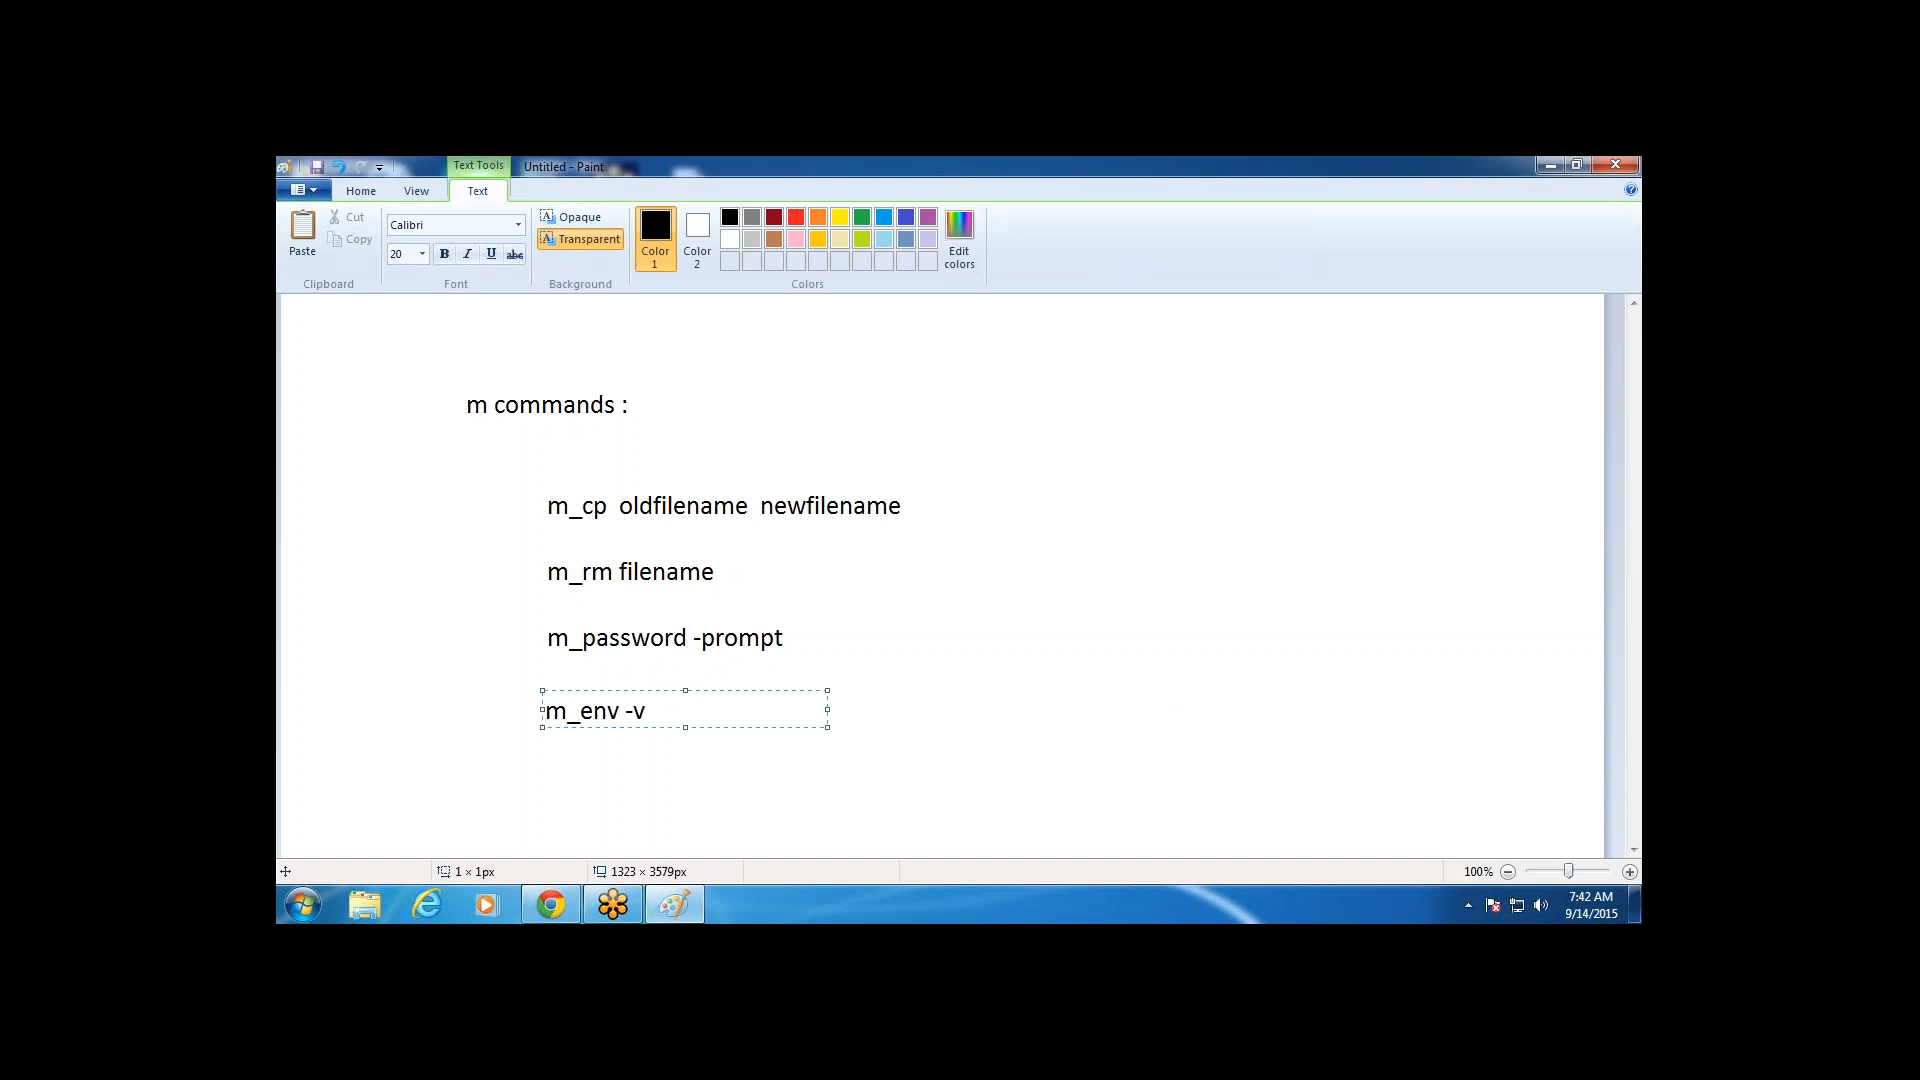 Text Tools Untitled - Paint
Home View Text
Paste
Cut
Copy
Clipboard
Calibri
20 B I U abc
Font
Opaque
Transparent
Background
Color 1
Color 2
Edit colors
Colors
m commands :
m_cp  oldfilename  newfilename
m_rm filename
m_password -prompt
m_env -v
1 × 1px
1323 × 3579px
100%
7:42 AM
9/14/2015